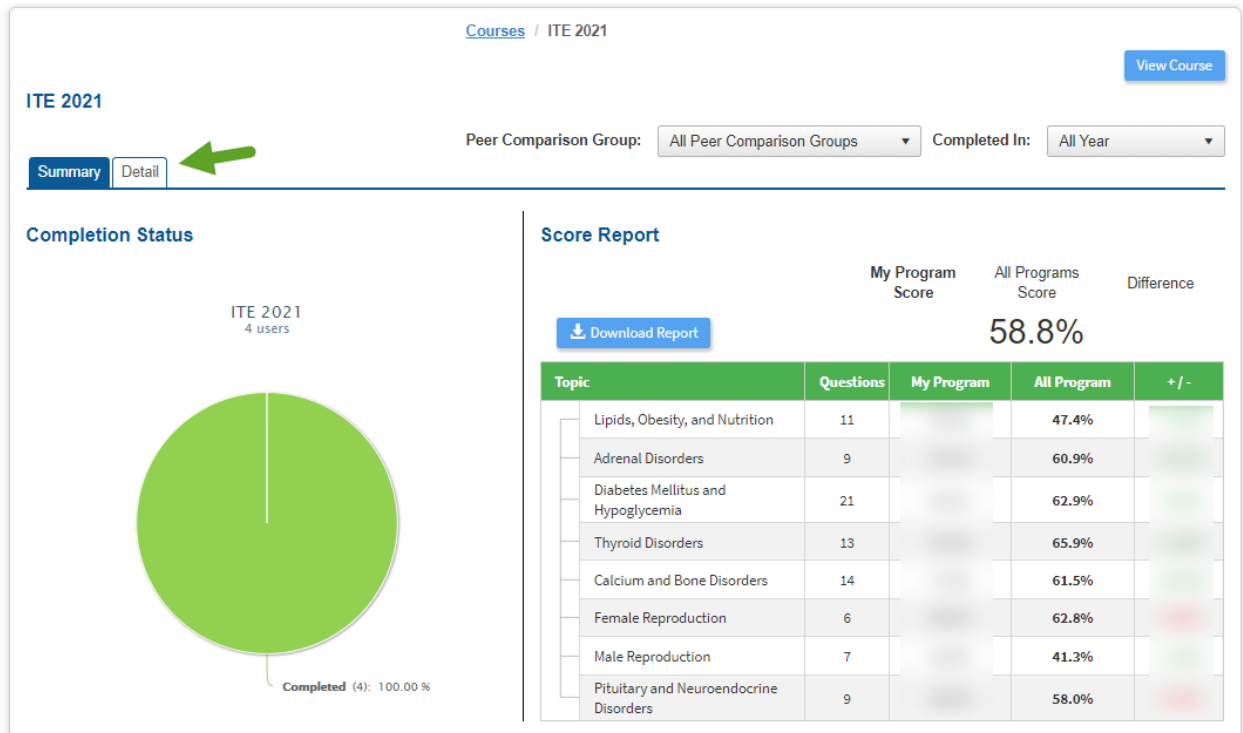 Courses / ITE 2021
View Course
ITE 2021
Peer Comparison Group: All Peer Comparison Groups ▼ Completed In: All Year ▼
Summary Detail
Completion Status
ITE 2021
4 users
Completed (4): 100.00 %
Score Report
My Program Score All Programs Score Difference
Download Report 58.8%
Topic Questions My Program All Program + / -
Lipids, Obesity, and Nutrition 11 47.4%
Adrenal Disorders 9 60.9%
Diabetes Mellitus and Hypoglycemia 21 62.9%
Thyroid Disorders 13 65.9%
Calcium and Bone Disorders 14 61.5%
Female Reproduction 6 62.8%
Male Reproduction 7 41.3%
Pituitary and Neuroendocrine Disorders 9 58.0%